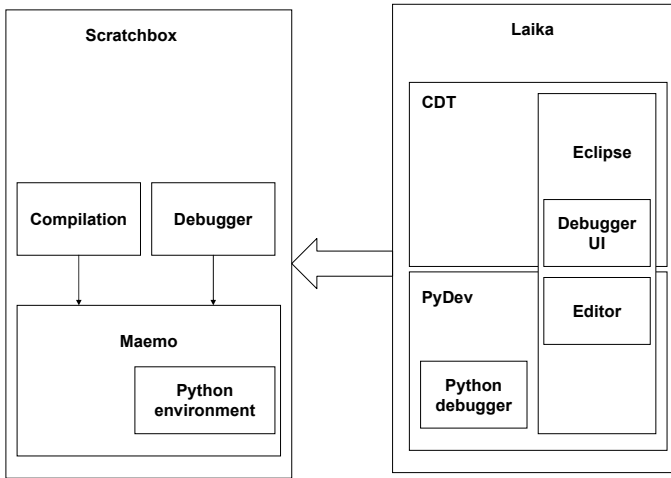 Scratchbox
Compilation
Debugger
Maemo
Python
environment
Laika
CDT
Eclipse
Debugger
UI
PyDev
Editor
Python
debugger